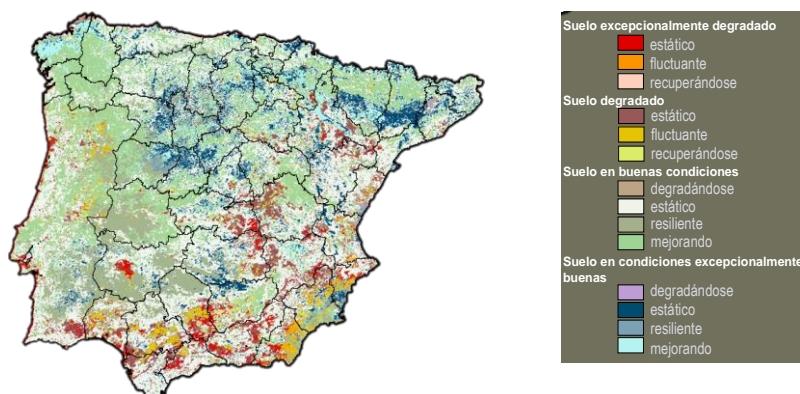 Suelo excepcionalmente degradado
estático
fluctuante
recuperándose
Suelo degradado
estático
fluctuante
recuperándose
Suelo en buenas condiciones
degradándose
estático
resiliente
mejorando
Suelo en condiciones excepcionalmente
buenas
degradándose
estático
resiliente
mejorando